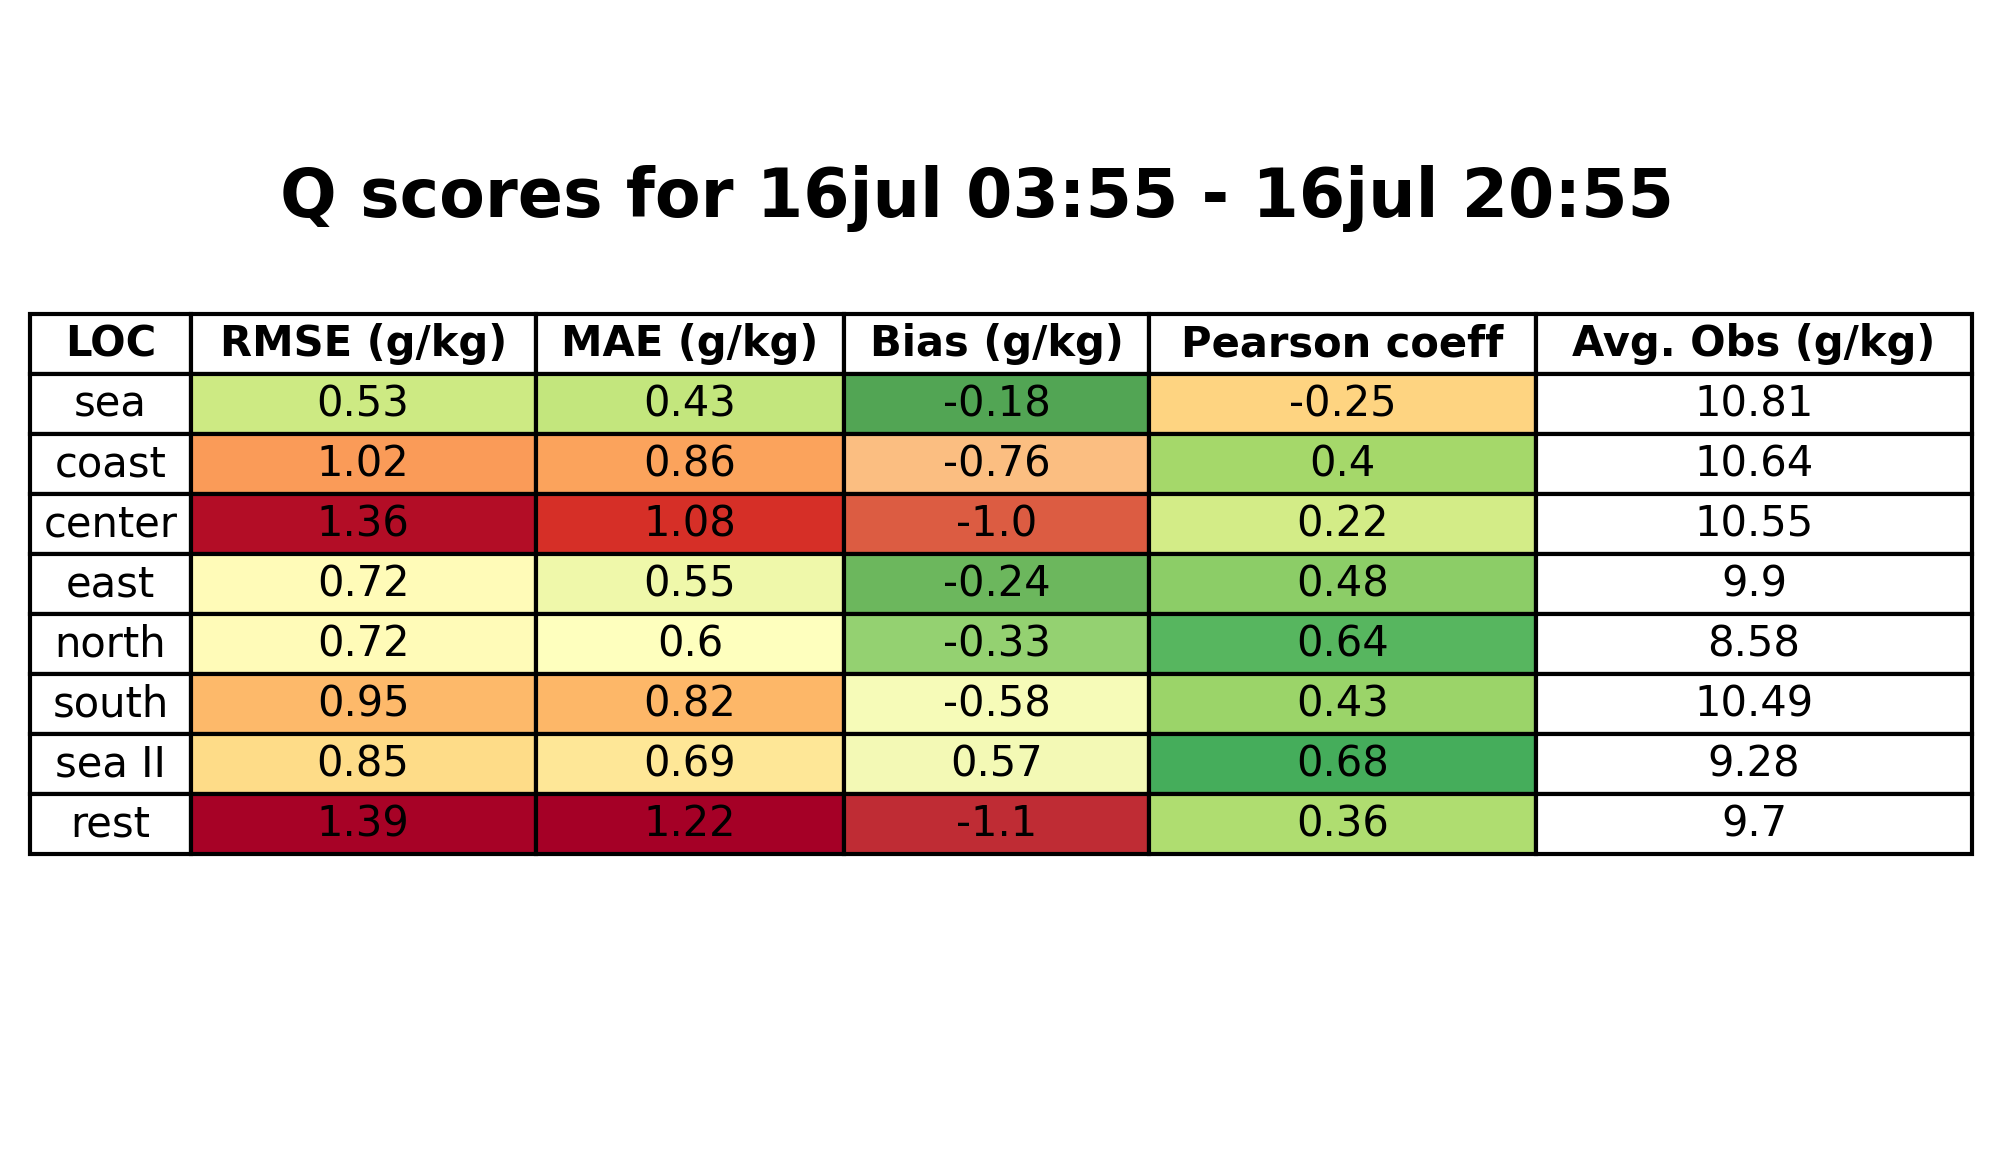 Q scores for 16jul 03:55 - 16jul 20:55
LOC RMSE (g/kg) MAE (g/kg) Bias (g/kg) Pearson coeff Avg. Obs (g/kg)
sea 0.53 0.43 -0.18 -0.25 10.81
coast 1.02 0.86 -0.76 0.4 10.64
center 1.36 1.08 -1.0 0.22 10.55
east 0.72 0.55 -0.24 0.48 9.9
north 0.72 0.6 -0.33 0.64 8.58
south 0.95 0.82 -0.58 0.43 10.49
sea II 0.85 0.69 0.57 0.68 9.28
rest 1.39 1.22 -1.1 0.36 9.7